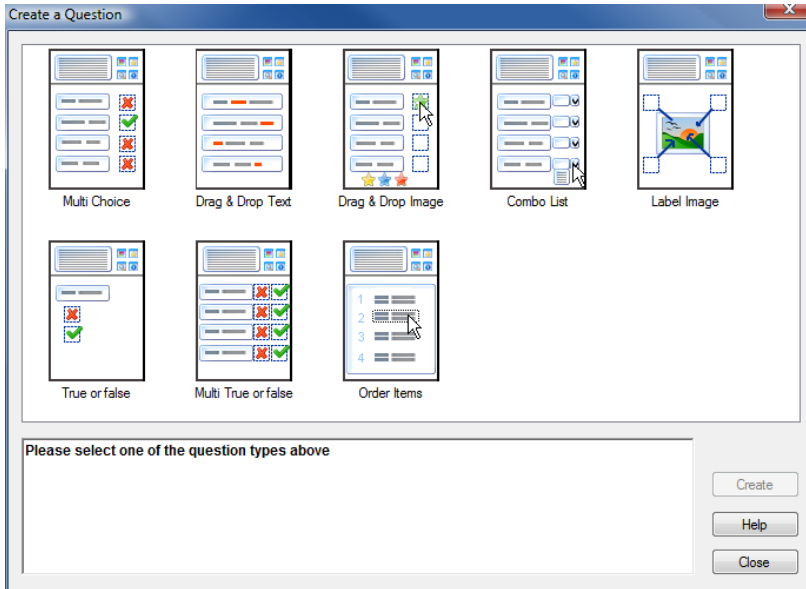 Create a Question
Multi Choice
Drag & Drop Text
Drag & Drop Image
Combo List
Label Image
1
2
3
4
True or false
Multi True or false
Order Items
Please select one of the question types above
Create
Help
Close